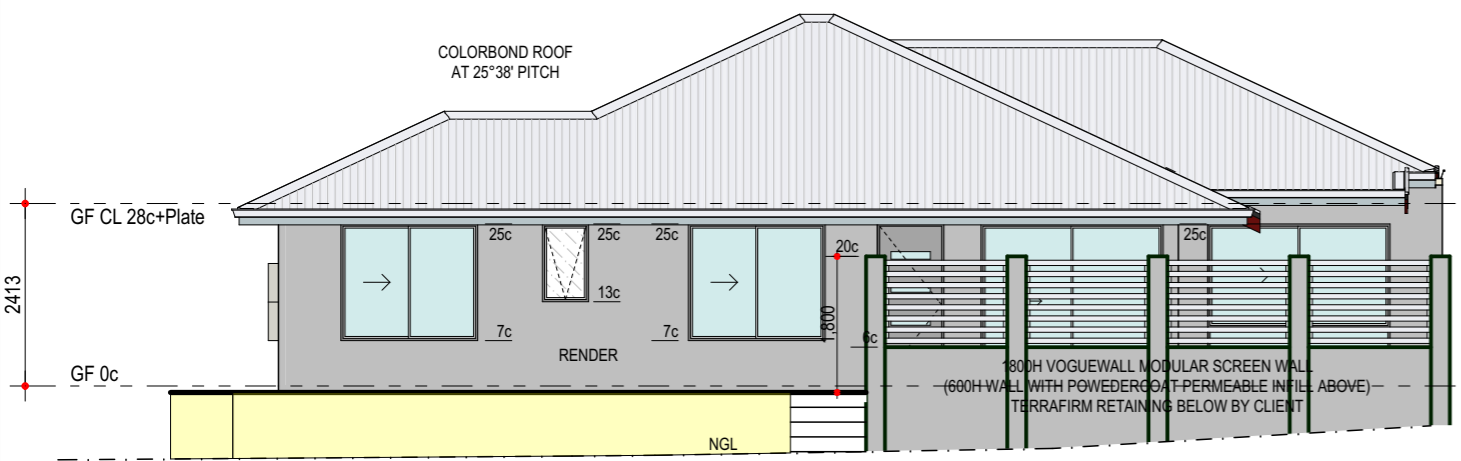 COLORBOND ROOF
AT 25°38' PITCH
GF CL 28c+Plate
25c
25c
25c
25c
20c
13c
2413
7c
7c
1,800
6c
RENDER
GF 0c
1800H VOGUEWALL MODULAR SCREEN WALL
(600H WALL WITH POWEDERCOAT PERMEABLE INFILL ABOVE)
TERRAFIRM RETAINING BELOW BY CLIENT
NGL